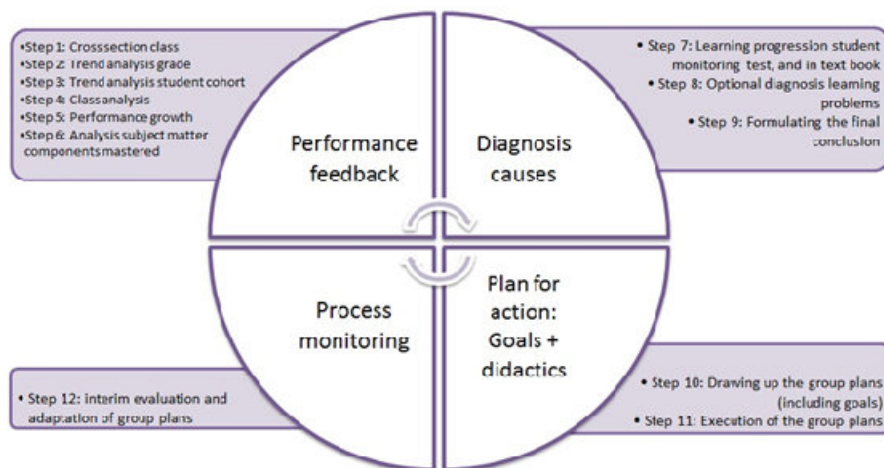 •Step 1: Crosssection class
•Step 2: Trend analysis grade
•Step 3: Trend analysis student cohort
•Step 4: Classanalysis
•Step 5: Performance growth
•Step 6: Analysis subject matter
components mastered
Performance
feedback
Diagnosis
causes
• Step 7: Learning progression student
monitoring test, and in text book
• Step 8: Optional diagnosis learning
problems
• Step 9: Formulating the final
conclusion
Process
monitoring
Plan for
action:
Goals +
didactics
• Step 12: interim evaluation and
adaptation of group plans
• Step 10: Drawing up the group plans
(including goals)
• Step 11: Execution of the group plans